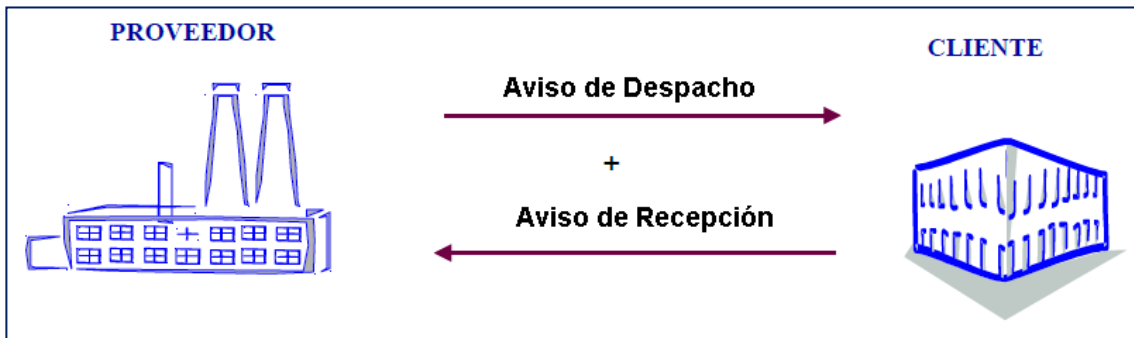 PROVEEDOR
CLIENTE
Aviso de Despacho
+
Aviso de Recepción